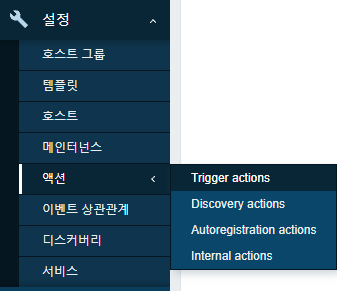 설정
호스트 그룹
템플릿
호스트
메인터넌스
액션
Trigger actions
Discovery actions
Autoregistration actions
Internal actions
이벤트 상관관계
디스커버리
서비스